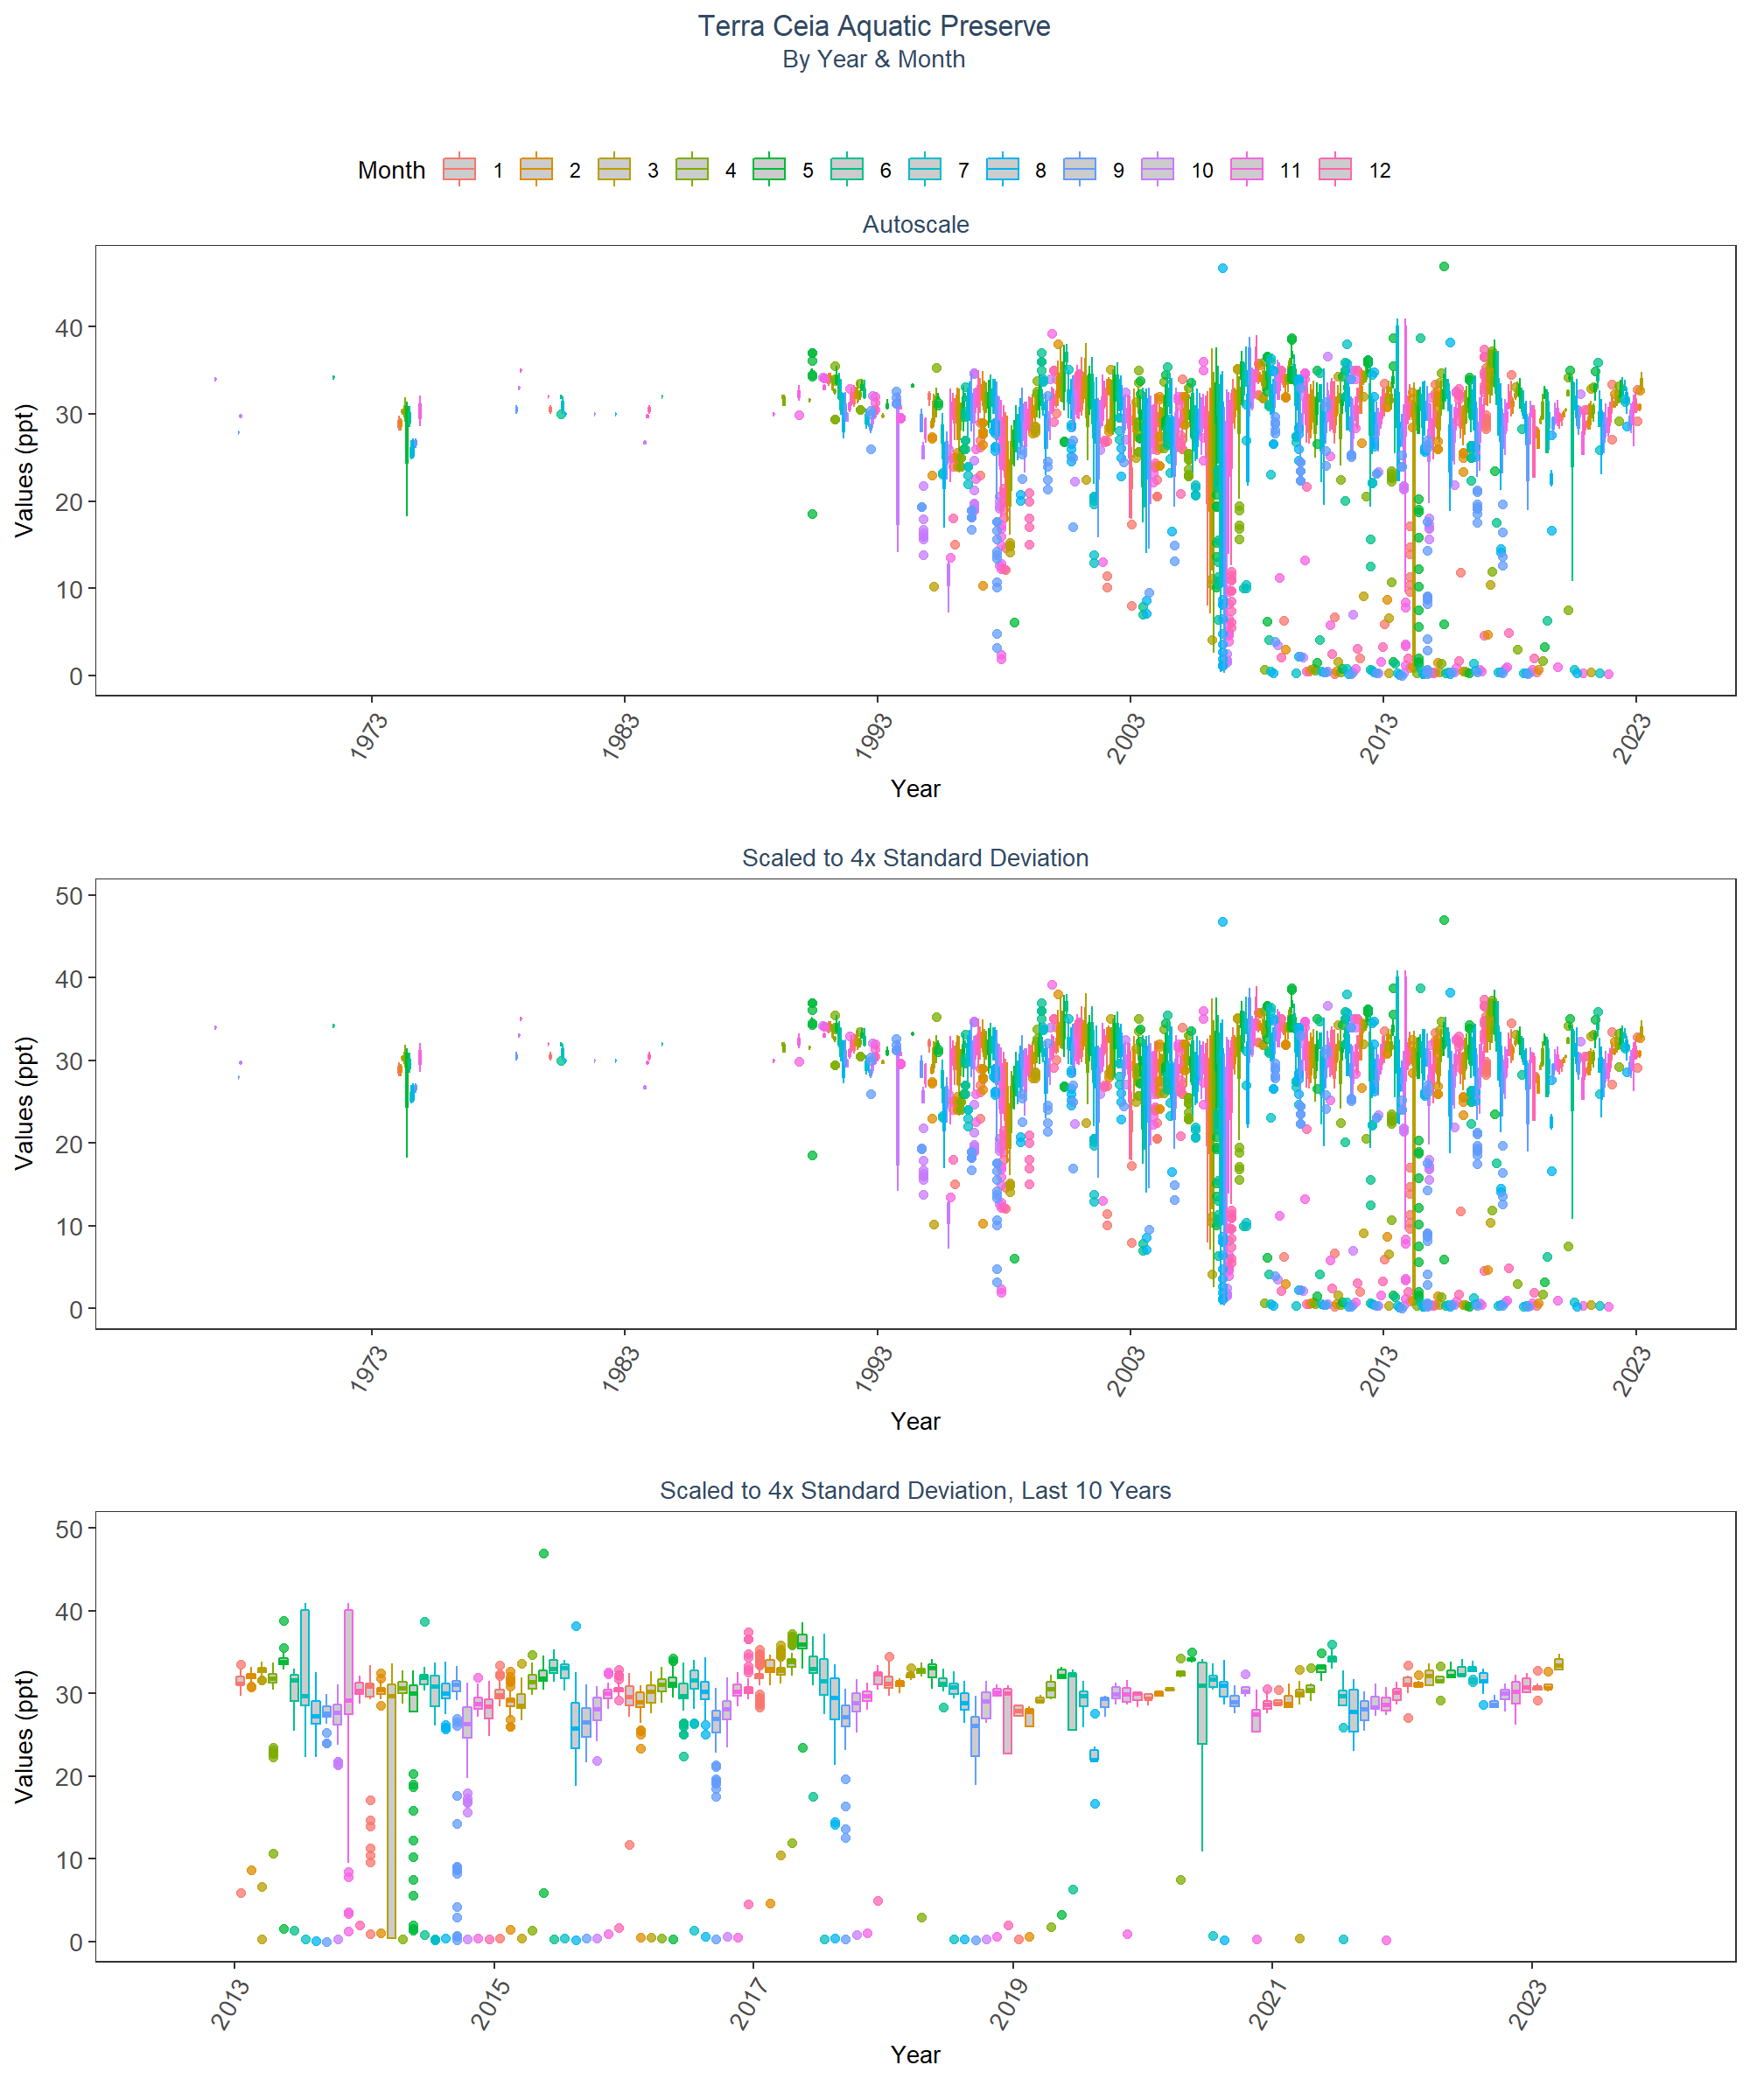 Terra Ceia Aquatic Preserve
By Year & Month
Month 1 2 3 4 5 6 7 8 9 10 11 12
Autoscale
Values (ppt)
40
30
20
10
0
1973 1983 1993 2003 2013 2023
Year
Scaled to 4x Standard Deviation
Values (ppt)
50
40
30
20
10
0
1973 1983 1993 2003 2013 2023
Year
Scaled to 4x Standard Deviation, Last 10 Years
Values (ppt)
50
40
30
20
10
0
2013 2015 2017 2019 2021 2023
Year